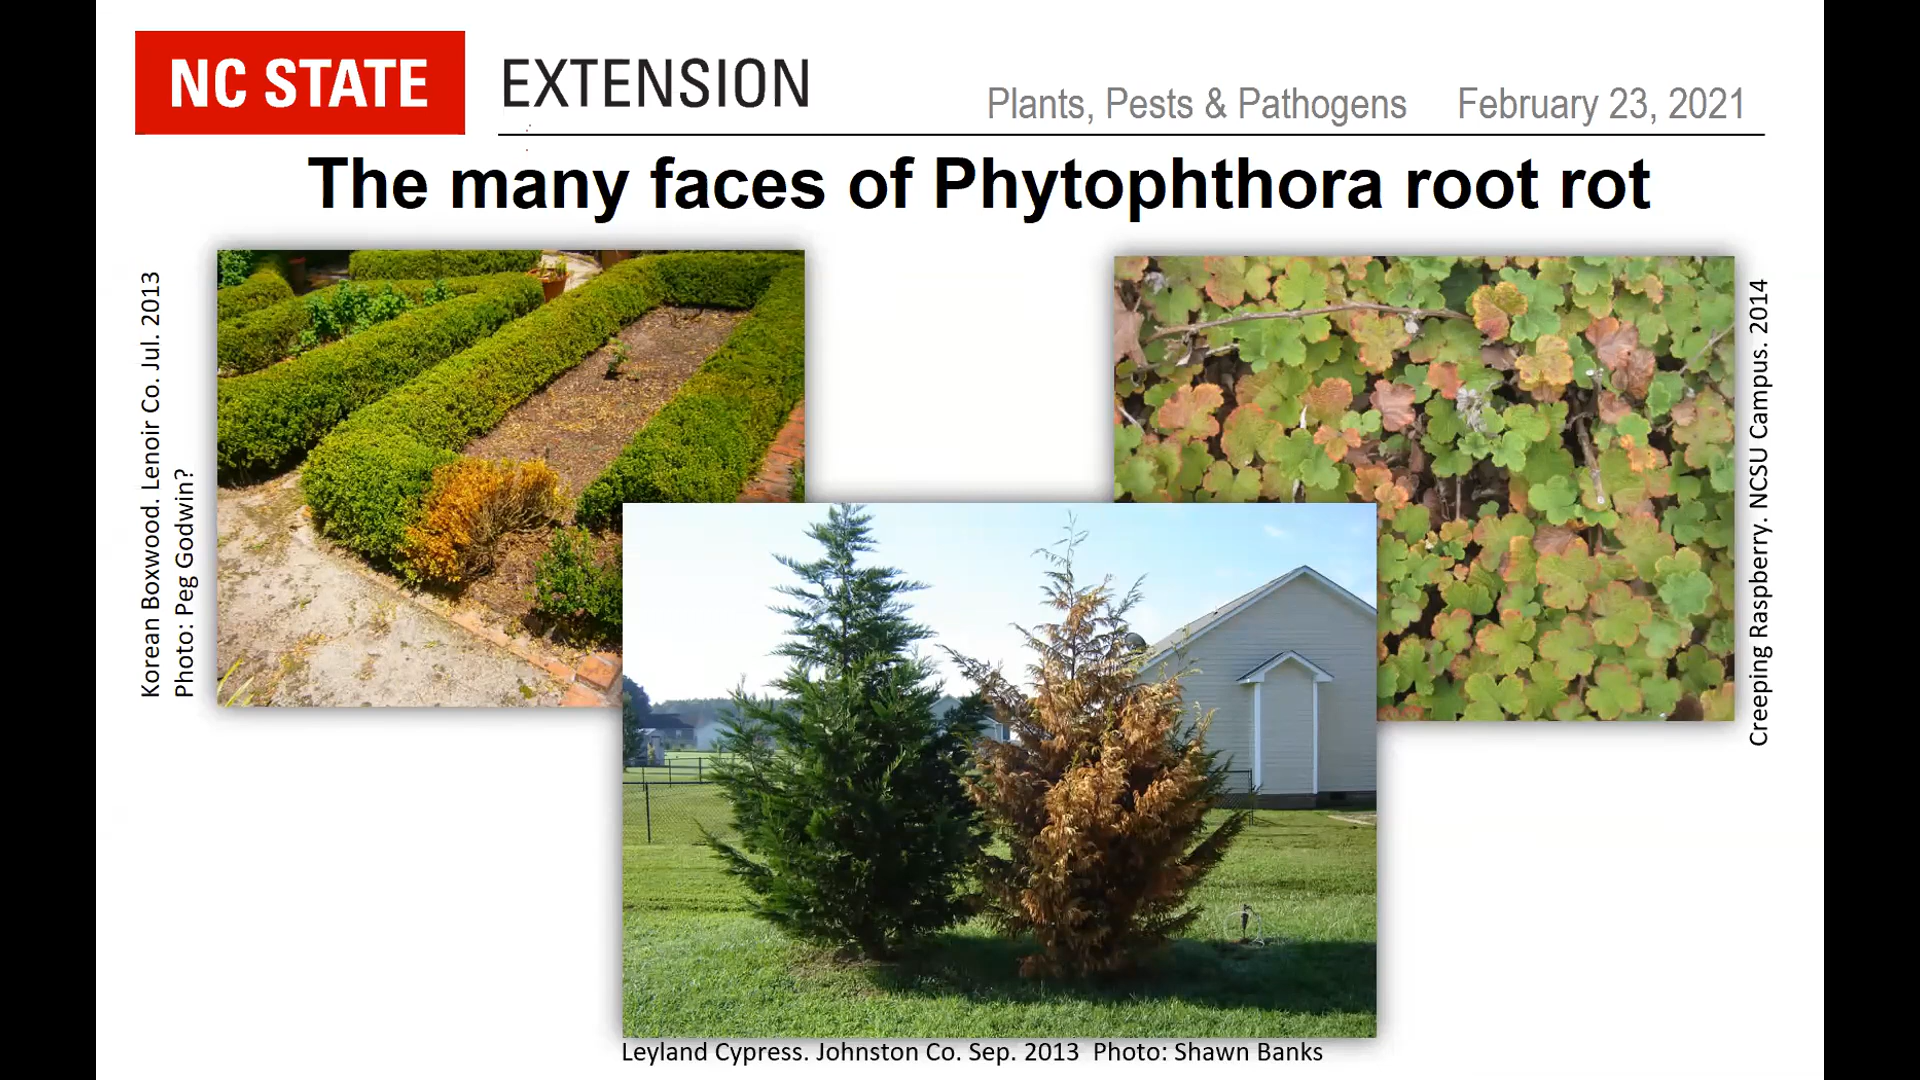 NC STATE EXTENSION
Plants, Pests & Pathogens February 23, 2021
The many faces of Phytophthora root rot
Korean Boxwood. Lenoir Co. Jul. 2013
Photo: Peg Godwin?
Creeping Raspberry. NCSU Campus. 2014
Leyland Cypress. Johnston Co. Sep. 2013 Photo: Shawn Banks